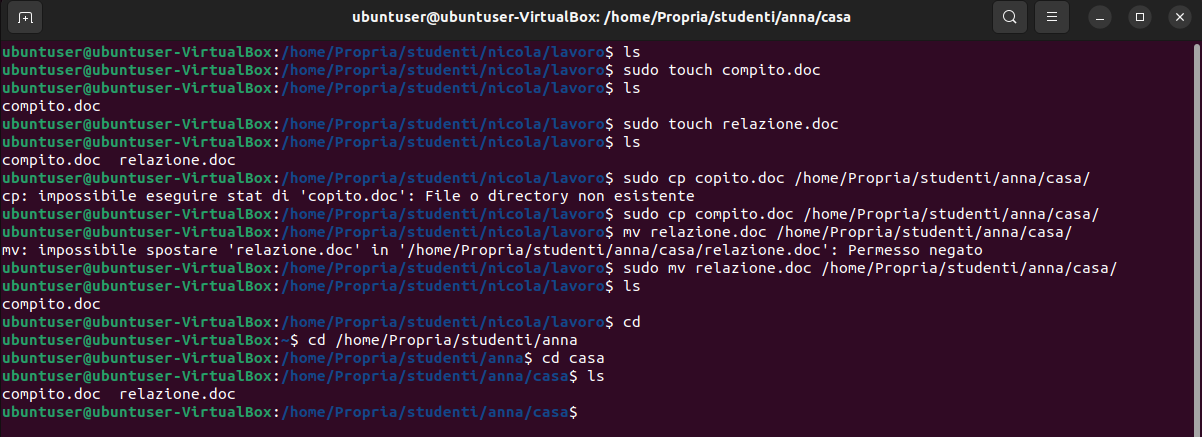 ubuntuser@ubuntuser-VirtualBox: /home/Propria/studenti/anna/casa
ubuntuser@ubuntuser-VirtualBox:/home/Propria/studenti/nicola/lavoro$ ls
ubuntuser@ubuntuser-VirtualBox:/home/Propria/studenti/nicola/lavoro$ sudo touch compito.doc
ubuntuser@ubuntuser-VirtualBox:/home/Propria/studenti/nicola/lavoro$ ls
compito.doc
ubuntuser@ubuntuser-VirtualBox:/home/Propria/studenti/nicola/lavoro$ sudo touch relazione.doc
ubuntuser@ubuntuser-VirtualBox:/home/Propria/studenti/nicola/lavoro$ ls
compito.doc  relazione.doc
ubuntuser@ubuntuser-VirtualBox:/home/Propria/studenti/nicola/lavoro$ sudo cp copito.doc /home/Propria/studenti/anna/casa/
cp: impossibile eseguire stat di 'copito.doc': File o directory non esistente
ubuntuser@ubuntuser-VirtualBox:/home/Propria/studenti/nicola/lavoro$ sudo cp compito.doc /home/Propria/studenti/anna/casa/
ubuntuser@ubuntuser-VirtualBox:/home/Propria/studenti/nicola/lavoro$ mv relazione.doc /home/Propria/studenti/anna/casa/
mv: impossibile spostare 'relazione.doc' in '/home/Propria/studenti/anna/casa/relazione.doc': Permesso negato
ubuntuser@ubuntuser-VirtualBox:/home/Propria/studenti/nicola/lavoro$ sudo mv relazione.doc /home/Propria/studenti/anna/casa/
ubuntuser@ubuntuser-VirtualBox:/home/Propria/studenti/nicola/lavoro$ ls
compito.doc
ubuntuser@ubuntuser-VirtualBox:/home/Propria/studenti/nicola/lavoro$ cd
ubuntuser@ubuntuser-VirtualBox:~$ cd /home/Propria/studenti/anna
ubuntuser@ubuntuser-VirtualBox:/home/Propria/studenti/anna$ cd casa
ubuntuser@ubuntuser-VirtualBox:/home/Propria/studenti/anna/casa$ ls
compito.doc  relazione.doc
ubuntuser@ubuntuser-VirtualBox:/home/Propria/studenti/anna/casa$